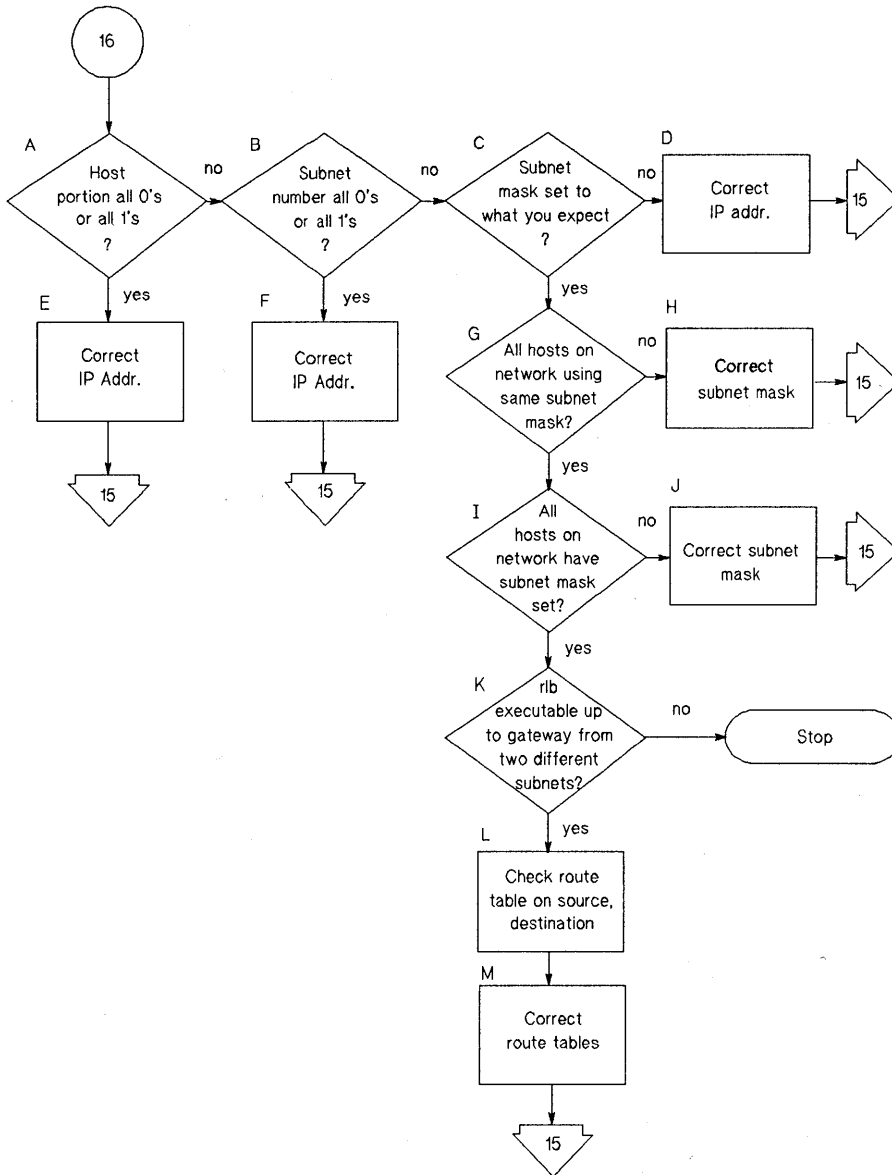 16
A
Host
portion all 0's
or all 1's
?
no
yes
B
Subnet
number all 0's
or all 1's
?
no
yes
C
Subnet
mask set to
what you expect
?
no
yes
D
Correct
IP addr.
15
E
Correct
IP Addr.
15
F
Correct
IP Addr.
15
G
All hosts on
network using
same subnet
mask?
no
yes
H
Correct
subnet mask
15
I
All
hosts on
network have
subnet mask
set?
no
yes
J
Correct subnet
mask
15
K
rlb
executable up
to gateway from
two different
subnets?
no
yes
Stop
L
Check route
table on source,
destination
M
Correct
route tables
15